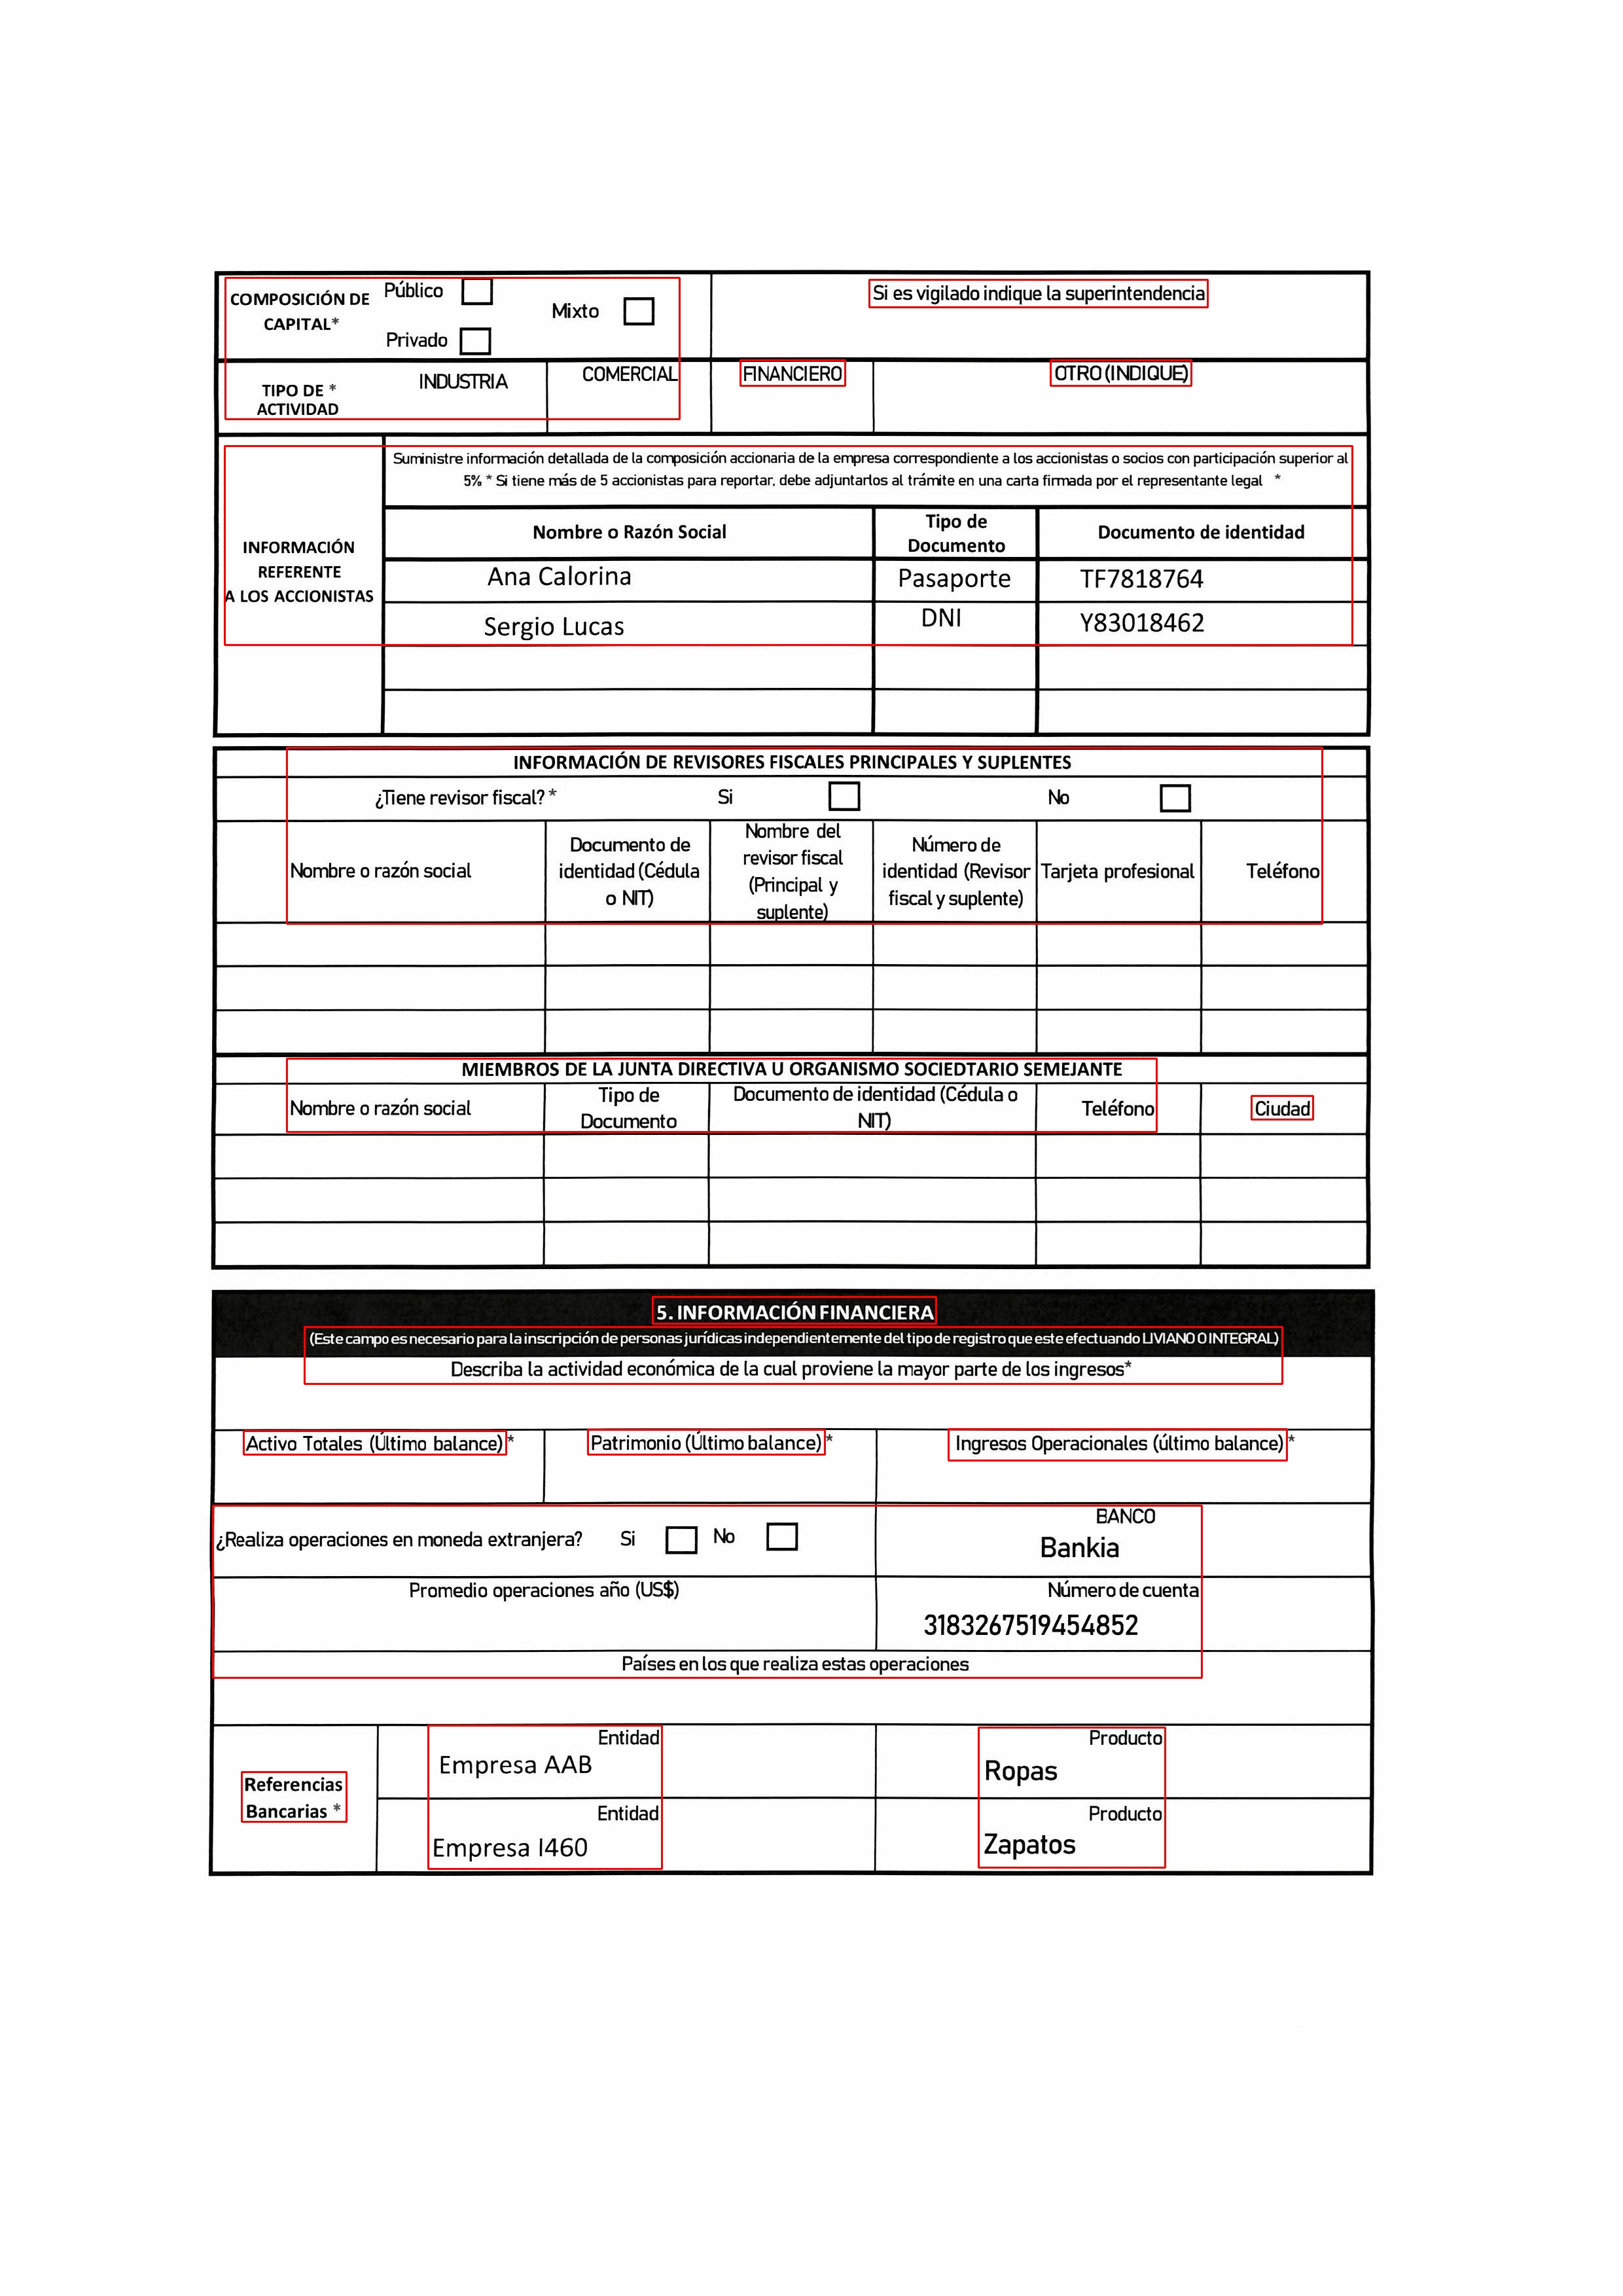 COMPOSICIÓN DE CAPITAL*
Público
Mixto
Privado
Si es vigilado indique la superintendencia
TIPO DE *
ACTIVIDAD
INDUSTRIA
COMERCIAL
FINANCIERO
OTRO (INDIQUE)
INFORMACIÓN
REFERENTE
A LOS ACCIONISTAS
Suministre información detallada de la composición accionaria de la empresa correspondiente a los accionistas o socios con participación superior al
5% * Si tiene más de 5 accionistas para reportar, debe adjuntarlos al trámite en una carta firmada por el representante legal *
Nombre o Razón Social
Tipo de
Documento
Documento de identidad
Ana Calorina
Pasaporte
TF7818764
Sergio Lucas
DNI
Y83018462
INFORMACIÓN DE REVISORES FISCALES PRINCIPALES Y SUPLENTES
¿Tiene revisor fiscal? *
Si
No
Nombre o razón social
Documento de
identidad (Cédula
o NIT)
Nombre del
revisor fiscal
(Principal y
suplente)
Número de
identidad (Revisor
fiscal y suplente)
Tarjeta profesional
Teléfono
MIEMBROS DE LA JUNTA DIRECTIVA U ORGANISMO SOCIEDTARIO SEMEJANTE
Nombre o razón social
Tipo de
Documento
Documento de identidad (Cédula o
NIT)
Teléfono
Ciudad
5. INFORMACIÓN FINANCIERA
(Este campo es necesario para la inscripción de personas jurídicas independientemente del tipo de registro que este efectuando LIVIANO O INTEGRAL)
Describa la actividad económica de la cual proviene la mayor parte de los ingresos*
Activo Totales (Último balance) *
Patrimonio (Último balance) *
Ingresos Operacionales (último balance) *
¿Realiza operaciones en moneda extranjera?
Si
No
BANCO
Bankia
Promedio operaciones año (US$)
Número de cuenta
3183267519454852
Países en los que realiza estas operaciones
Referencias
Bancarias *
Entidad
Empresa AAB
Producto
Ropas
Entidad
Empresa I460
Producto
Zapatos